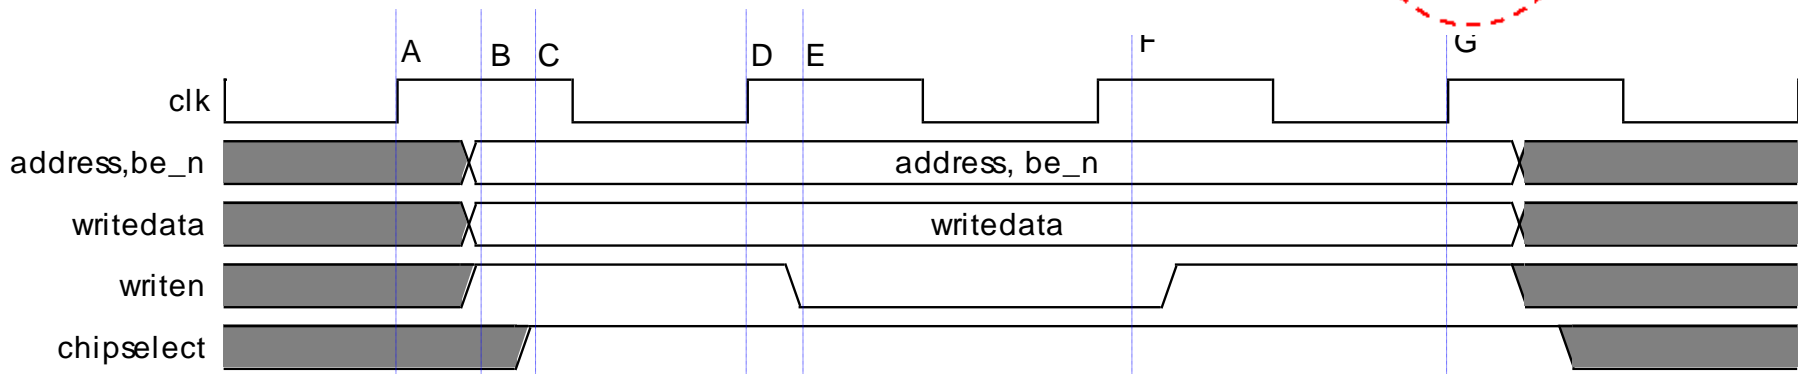 A B C D E F G
clk
address,be_n address, be_n
writedata writedata
writen
chipselect